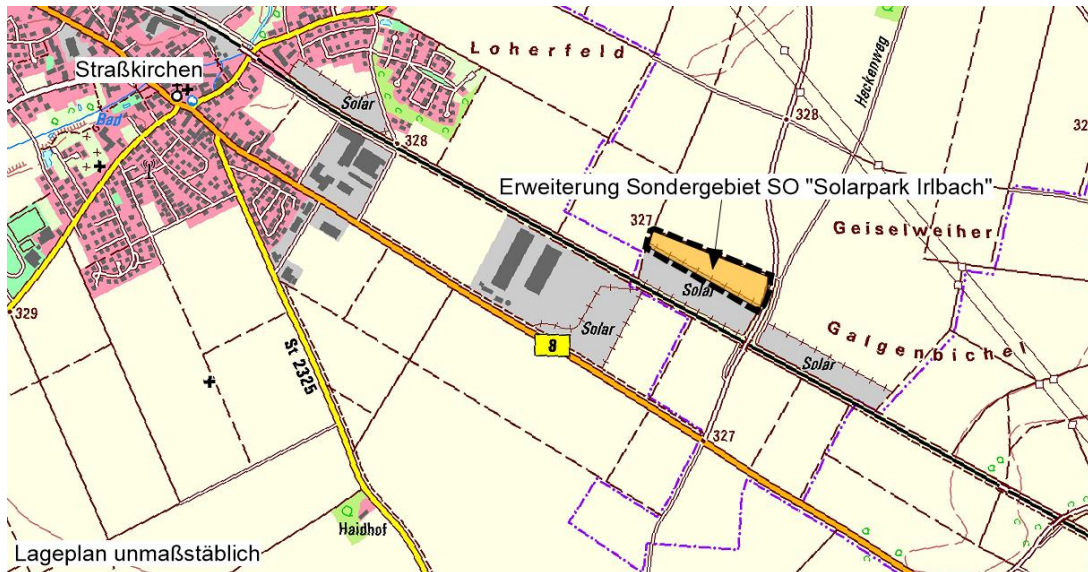 Loherfeld
Straßkirchen
Solar
Bad
Heckenweg
328
328
32
Erweiterung Sondergebiet SO "Solarpark Irlbach"
327
Geiselweiher
Solar
329
Solar
8
Galgenbichel
Solar
St 2325
327
Haidhof
Lageplan unmaßstäblich